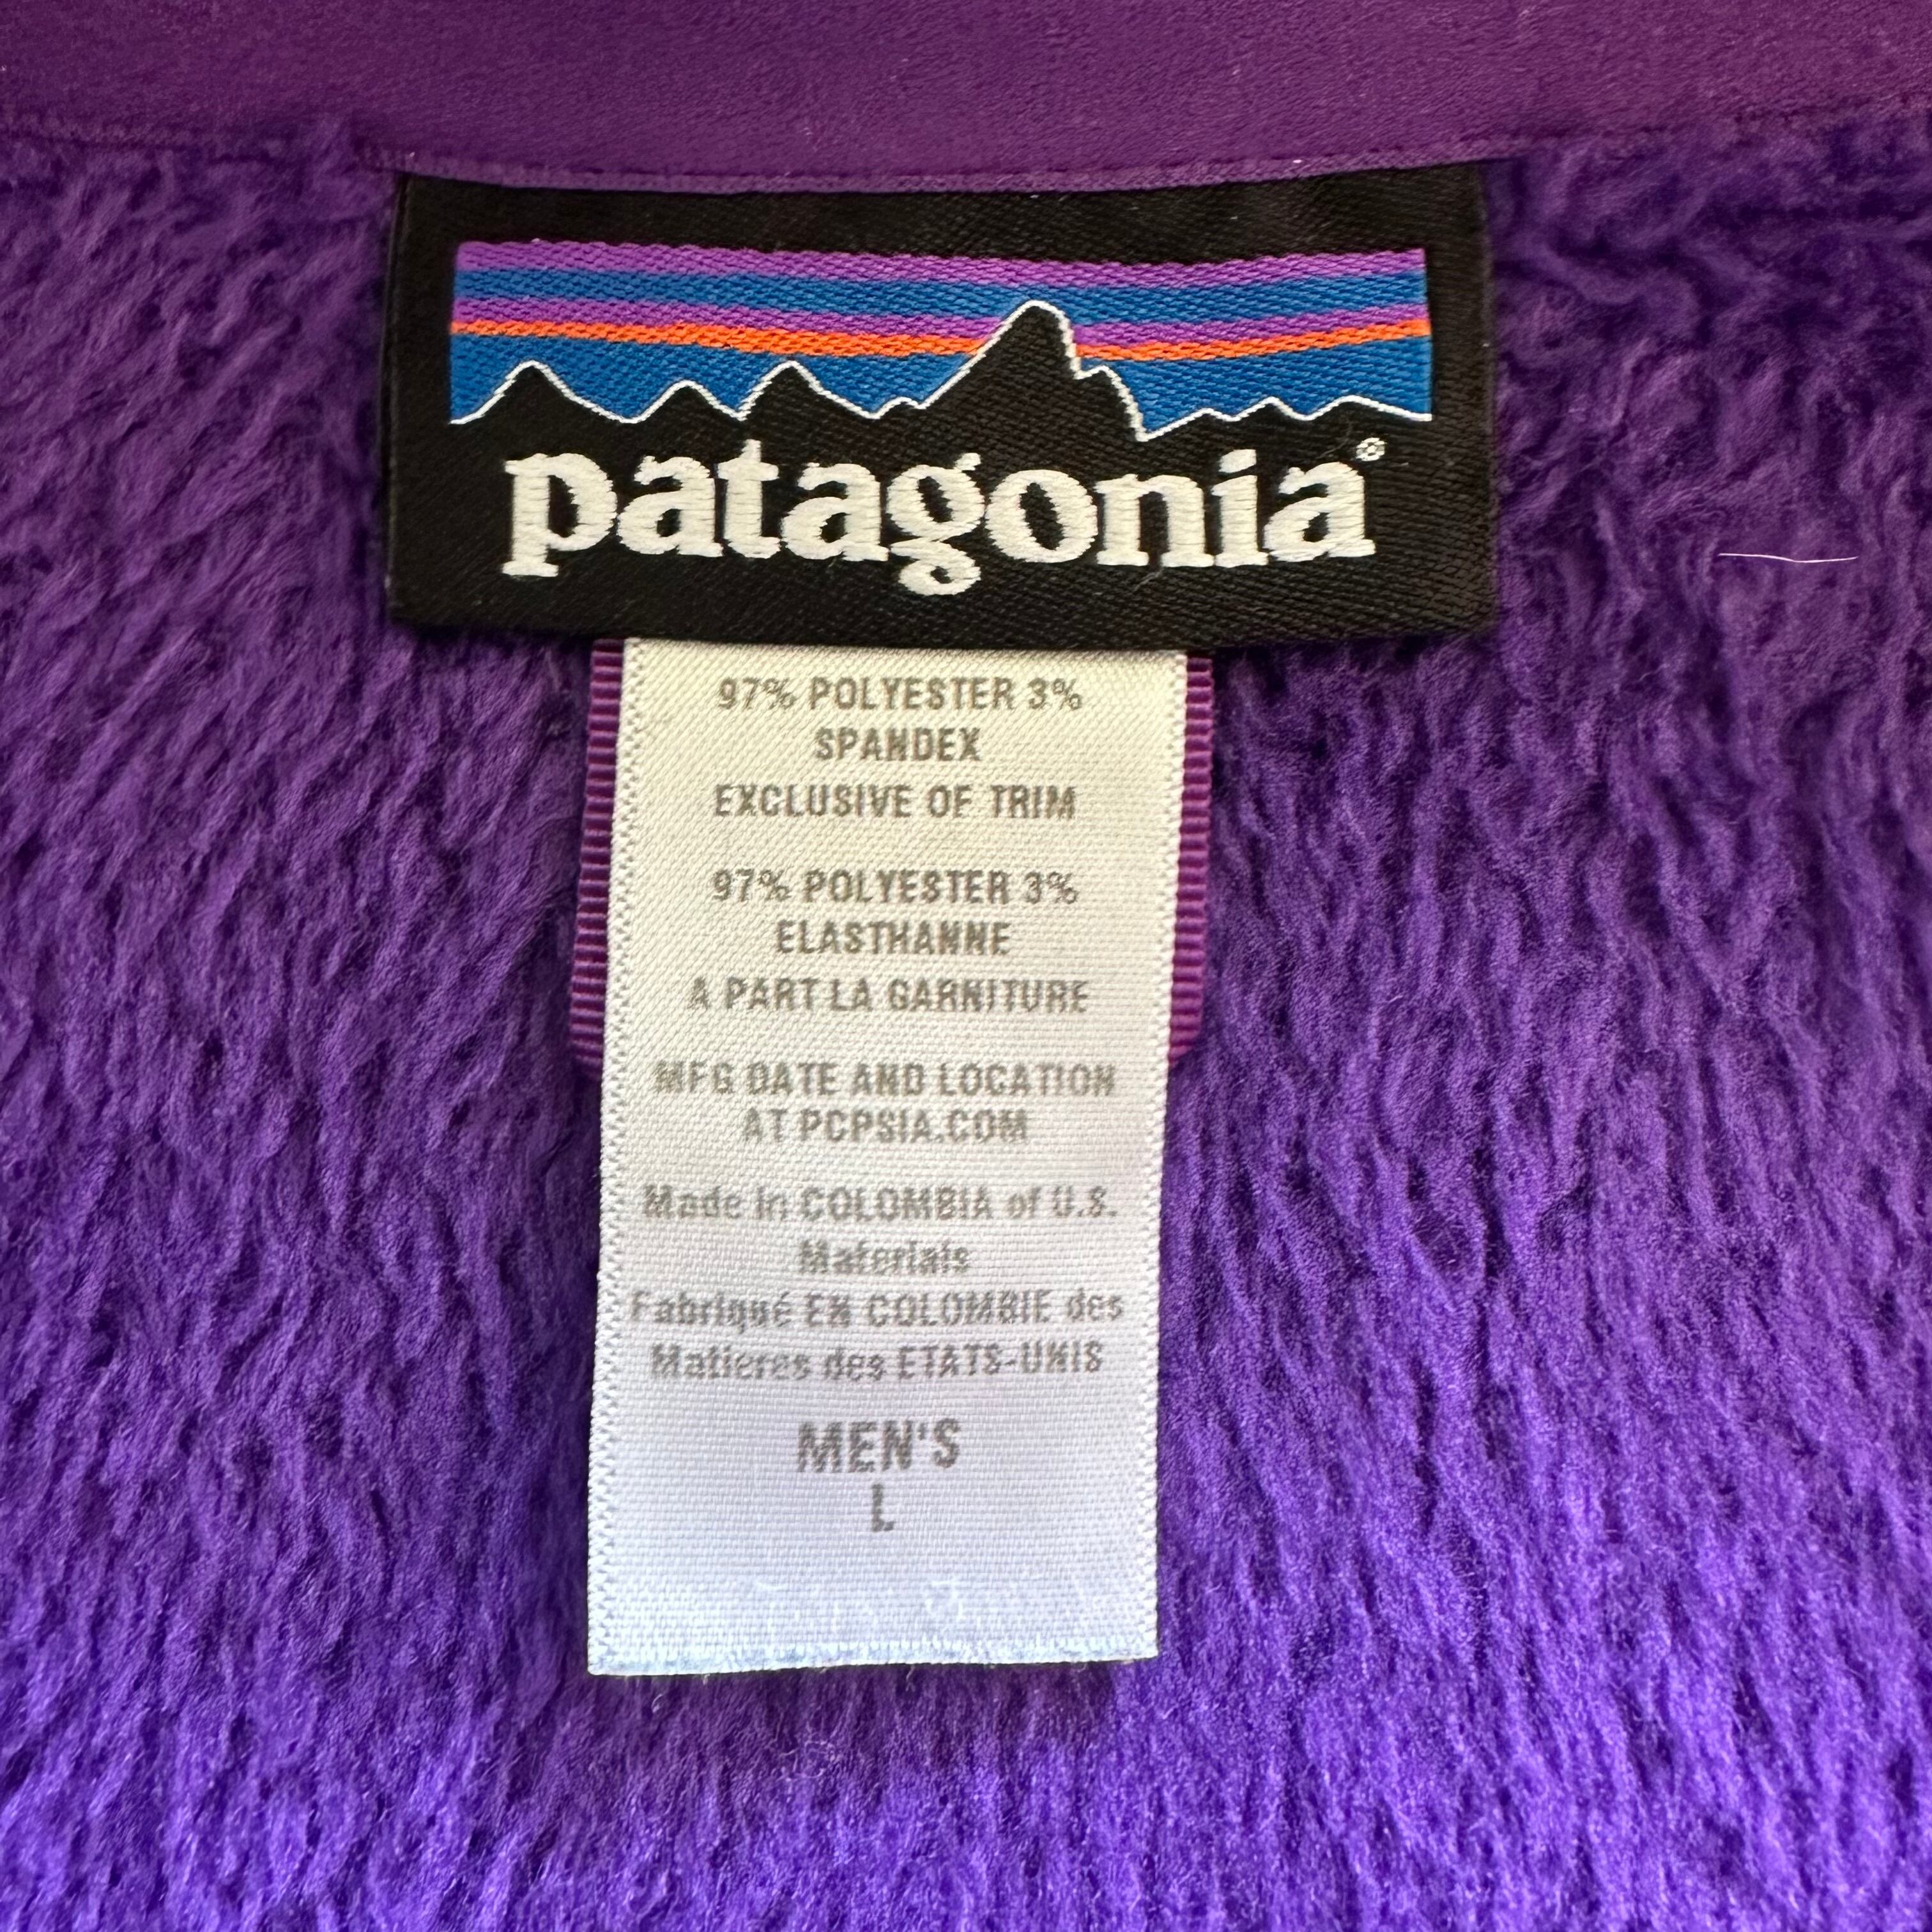 patagonia®
97% POLYESTER 3%
SPANDEX
EXCLUSIVE OF TRIM
97% POLYESTER 3%
ELASTHANNE
A PART LA GARNITURE
MFG DATE AND LOCATION
AT PCPSIA.COM
Made in COLOMBIA of U.S.
Materials
Fabriqué EN COLOMBIE des
Matieres des ETATS-UNIS
MEN'S
L